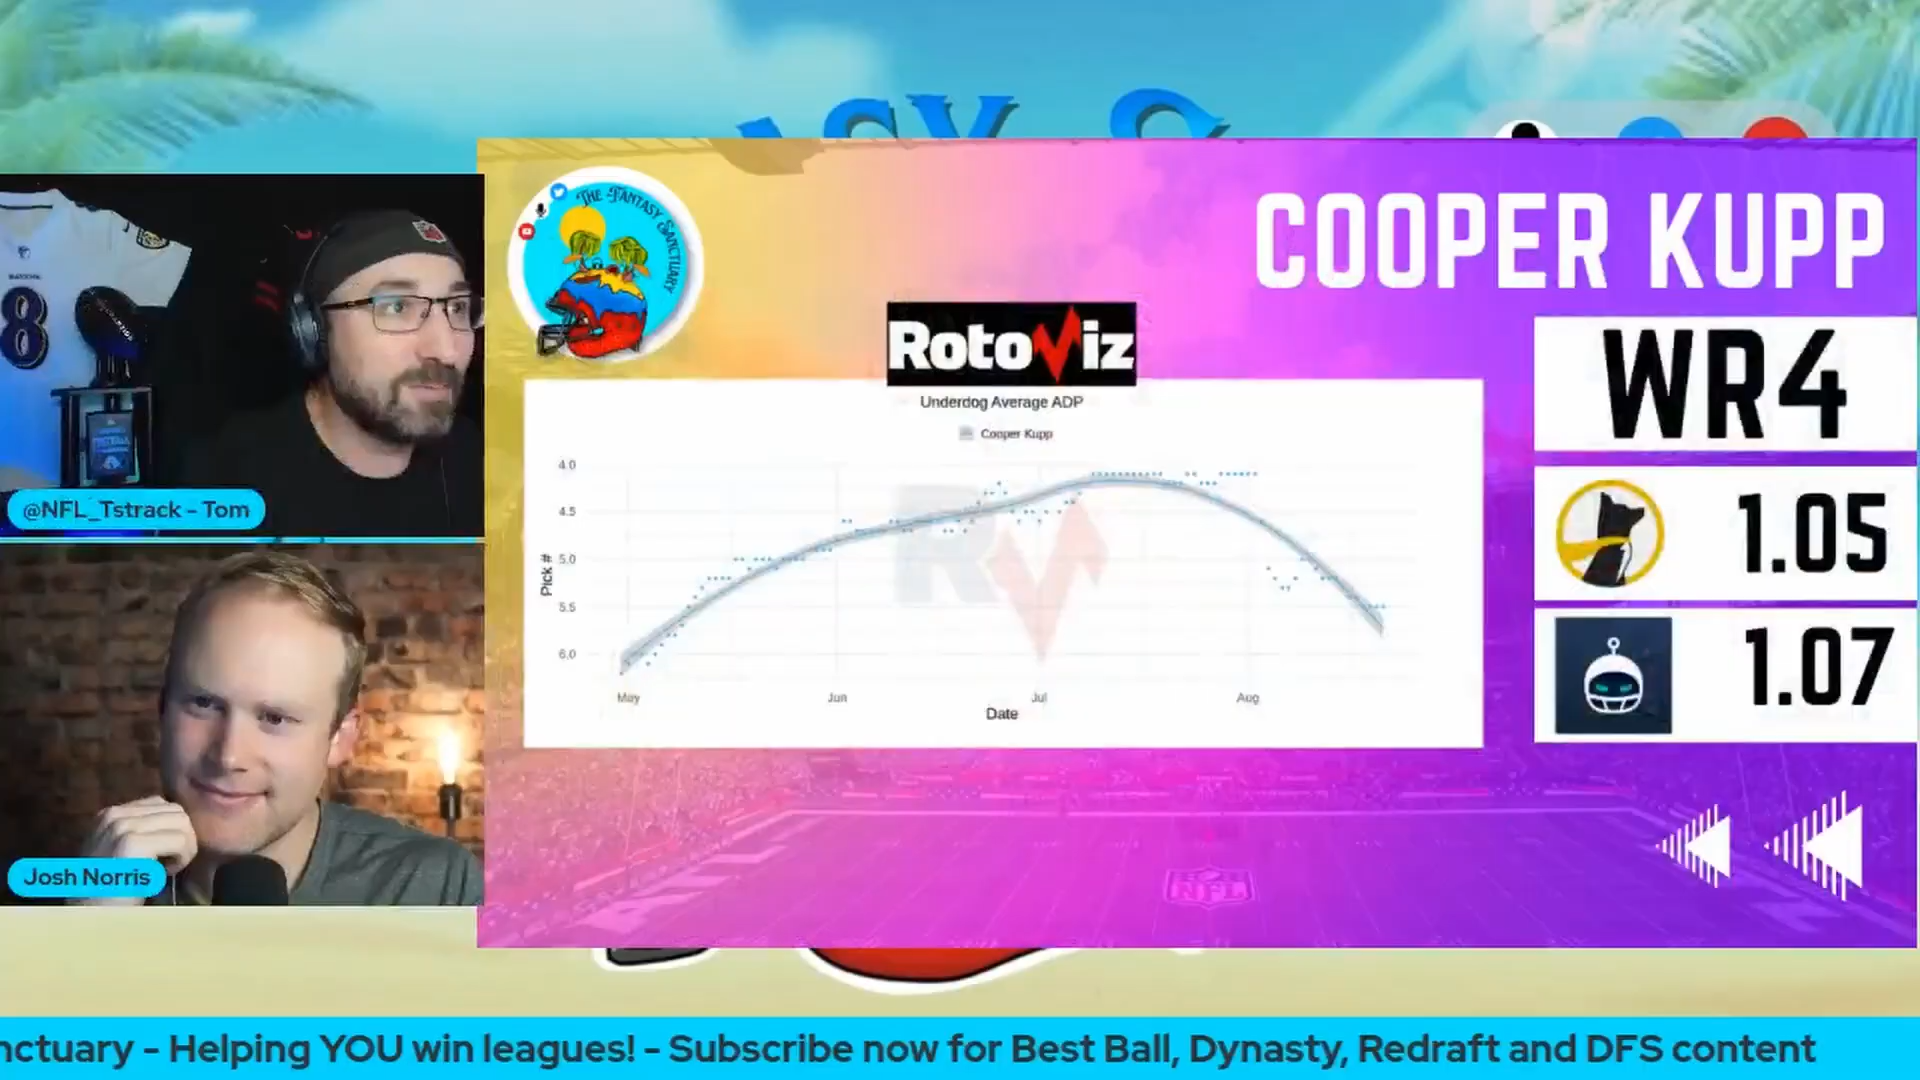 THE FANTASY SANCTUARY
COOPER KUPP
RotoViz
WR4
Underdog Average ADP
Cooper Kupp
4.0
4.5
5.0
5.5
6.0
Pick #
May Jun Jul Aug
Date
1.05
1.07
8
@NFL_Tstrack - Tom
Josh Norris
NFL
nctuary - Helping YOU win leagues! - Subscribe now for Best Ball, Dynasty, Redraft and DFS content